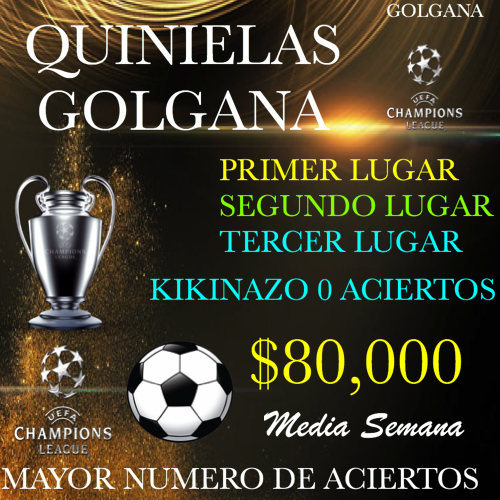 GOLGANA
QUINIELAS
GOLGANA
UEFA
CHAMPIONS
LEAGUE
PRIMER LUGAR
SEGUNDO LUGAR
TERCER LUGAR
KIKINAZO 0 ACIERTOS
$80,000
Media Semana
UEFA
CHAMPIONS
LEAGUE
MAYOR NUMERO DE ACIERTOS